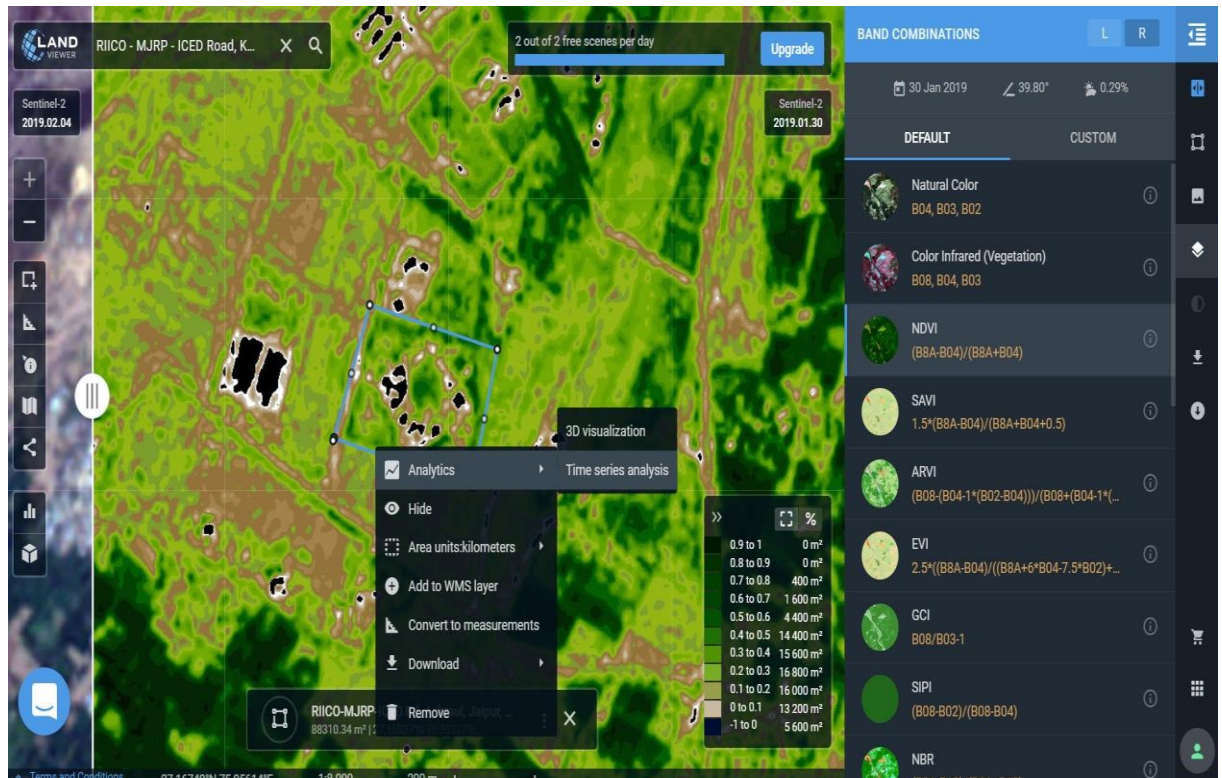 LAND
VIEWER
RIICO - MJRP - ICED Road, K...
2 out of 2 free scenes per day
Upgrade
Sentinel-2
2019.02.04
Sentinel-2
2019.01.30
Analytics
Hide
Area units:kilometers
Add to WMS layer
Convert to measurements
Download
Remove
3D visualization
Time series analysis
%
0.9 to 1 0 m²
0.8 to 0.9 0 m²
0.7 to 0.8 400 m²
0.6 to 0.7 1 600 m²
0.5 to 0.6 4 400 m²
0.4 to 0.5 14 400 m²
0.3 to 0.4 15 600 m²
0.2 to 0.3 16 800 m²
0.1 to 0.2 16 000 m²
0 to 0.1 13 200 m²
-1 to 0 5 600 m²
RIICO-MJRP- Jaipur, ...
88310.34 m² |
Terms and Conditions
1:8 000
200 m
BAND COMBINATIONS
L R
30 Jan 2019 39.80° 0.29%
DEFAULT CUSTOM
Natural Color
B04, B03, B02
Color Infrared (Vegetation)
B08, B04, B03
NDVI
(B8A-B04)/(B8A+B04)
SAVI
1.5*(B8A-B04)/(B8A+B04+0.5)
ARVI
(B08-(B04-1*(B02-B04)))/(B08+(B04-1*(...
EVI
2.5*((B8A-B04)/((B8A+6*B04-7.5*B02)+...
GCI
B08/B03-1
SIPI
(B08-B02)/(B08-B04)
NBR